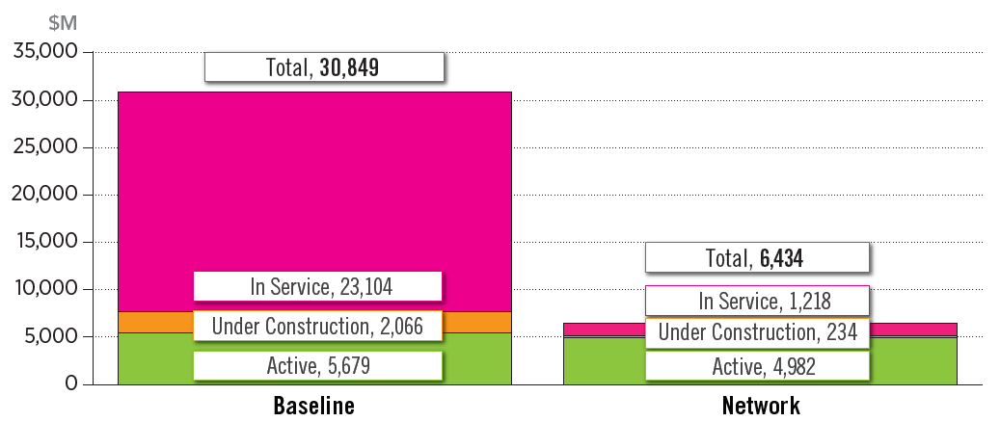 $M
35,000
30,000
25,000
20,000
15,000
10,000
5,000
0
Total, 30,849
In Service, 23,104
Under Construction, 2,066
Active, 5,679
Baseline
Total, 6,434
In Service, 1,218
Under Construction, 234
Active, 4,982
Network